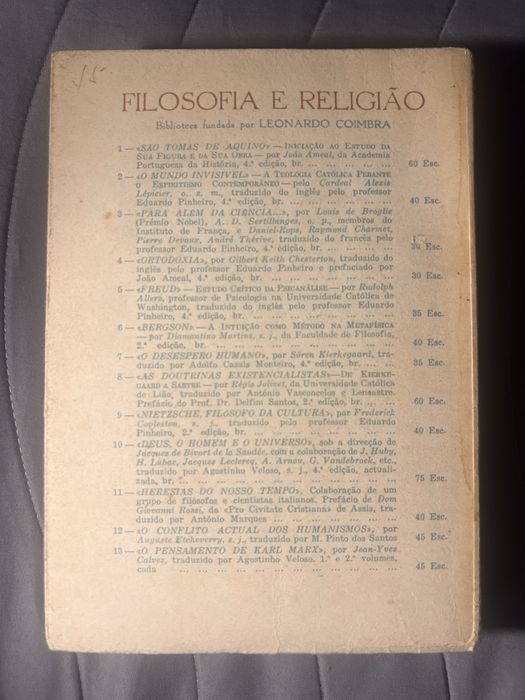 15
FILOSOFIA E RELIGIÃO
Biblioteca fundada por LEONARDO COIMBRA
1 — «SAO TOMAS DE AQUINO» — INICIAÇÃO AO ESTUDO DA
SUA FIGURA E DA SUA OBRA — por João Ameal, da Academia
Portuguesa da História, 4.ª edição, br. ... ... ... ... ... 60 Esc.
2 — «O MUNDO INVISIVEL» — A TEOLOGIA CATÓLICA PERANTE
O ESPIRITISMO CONTEMPORÂNEO — pelo Cardeal Alexis
Lépicier, o. s. m., traduzido do inglês pelo professor
Eduardo Pinheiro, 4.ª edição, br. ... ... ... ... ... 40 Esc.
3 — «PARA ALÉM DA CIENCIA...», por Louis de Broglie
(Prémio Nobel), A. D. Sertillanges, o. p., membros do
Instituto de França, e Daniel-Rops, Raymond Charmet,
Pierre Devaux, André Thérive, traduzido do francês pelo
professor Eduardo Pinheiro, 4.ª edição, br. ... ... ... Esc.
4 — «ORTODOXIA», por Gilbert Keith Chesterton, traduzido do
inglês pelo professor Eduardo Pinheiro e prefaciado por
João Ameal, 4.ª edição, br. ... ... ... ... ... ... 30 Esc.
5 — «FREUD» — ESTUDO CRÍTICO DA PSICANÁLISE — por Rudolph
Allers, professor de Psicologia na Universidade Católica de
Washington, traduzido do inglês pelo professor Eduardo
Pinheiro, 4.ª edição, br. ... ... ... ... ... ... ... 35 Esc.
6 — «BERGSON» — A INTUIÇÃO COMO MÉTODO NA METAFÍSICA
— por Diamantino Martins, s. j., da Faculdade de Filosofia,
2.ª edição, br. ... ... ... ... ... ... ... ... ... 40 Esc.
7 — «O DESESPERO HUMANO», por Sören Kierkegaard, tra-
duzido por Adolfo Casais Monteiro, 4.ª edição, br. ... ... 35 Esc.
8 — «AS DOUTRINAS EXISTENCIALISTAS» — DE KIERKE-
GAARD A SARTRE — por Régis Jolivet, da Universidade Católica
de Lião, traduzido por António Vasconcelos e Lencastre.
Prefácio do Prof. Dr. Delfim Santos, 2.ª edição, br. ... ... 60 Esc.
9 — «NIETZSCHE, FILOSOFO DA CULTURA», por Frederick
Copleston, s. j., traduzido pelo professor Eduardo
Pinheiro, 2.ª edição, br. ... ... ... ... ... ... ... 40 Esc.
10 — «DEUS, O HOMEM E O UNIVERSO», sob a direcção de
Jacques de Bivort de la Saudée, com a colaboração de J. Huby,
H. Lubac, Jacques Leclercq, A. Arnou, G. Vandebroek, etc.,
traduzido por Agostinho Veloso, s. j., 4.ª edição, actuali-
zada, br. ... ... ... ... ... ... ... ... ... ... 75 Esc.
11 — «HERESIAS DO NOSSO TEMPO», Colaboração de um
grupo de filósofos e cientistas italianos. Prefácio de Dom
Giovanni Rossi, da «Pro Civitate Cristiana» de Assis, tra-
duzido por António Marques ... ... ... ... ... ... 40 Esc.
12 — «O CONFLITO ACTUAL DOS HUMANISMOS», por
Auguste Etcheverry, s. j., traduzido por M. Pinto dos Santos 45 Esc.
13 — «O PENSAMENTO DE KARL MARX», por Jean-Yves
Calvez, traduzido por Agostinho Veloso. 1.º e 2.º volumes,
cada ... ... ... ... ... ... ... ... ... ... ... 45 Esc.